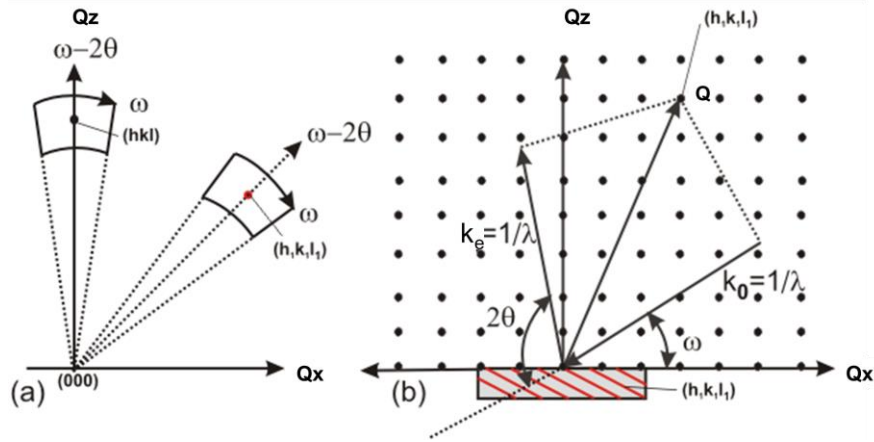 Qz
ω−2θ
ω
(hkl)
ω−2θ
ω
(h₁k₁l₁)
(000)
Qx
(a)
Qz
(h₁k₁l₁)
Q
kₑ=1/λ
k₀=1/λ
2θ
ω
Qx
(b)
(h₁k₁l₁)